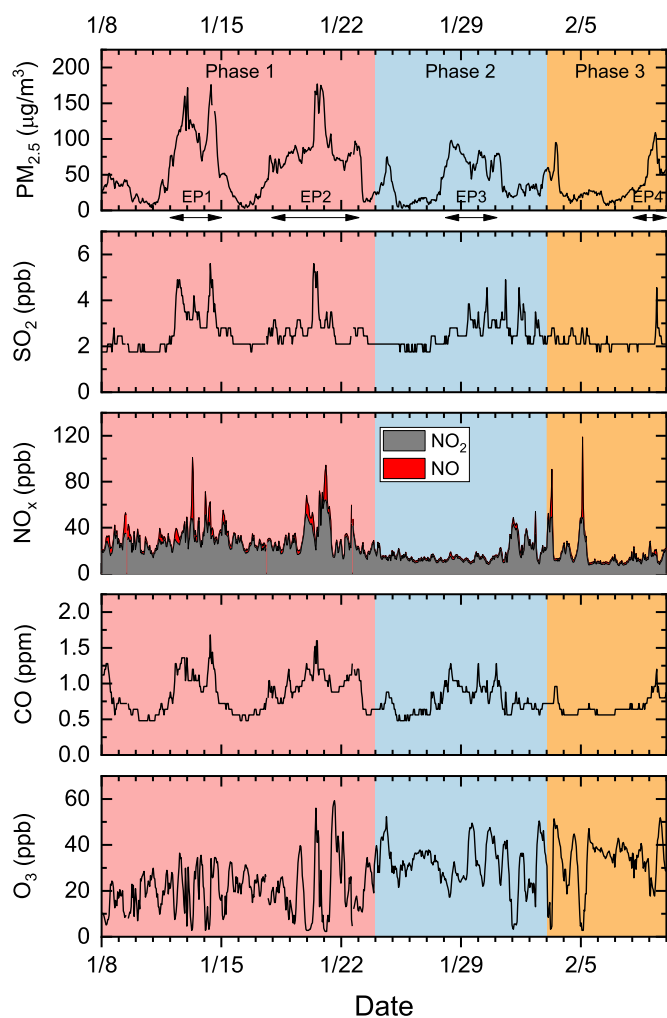 1/8 1/15 1/22 1/29 2/5
Phase 1 Phase 2 Phase 3
PM2.5 (μg/m3)
200
150
100
50
0
EP1 EP2 EP3 EP4
SO2 (ppb)
6
4
2
0
NOx (ppb)
120
80
40
0
NO2
NO
CO (ppm)
2.0
1.5
1.0
0.5
0.0
O3 (ppb)
60
40
20
0
1/8 1/15 1/22 1/29 2/5
Date